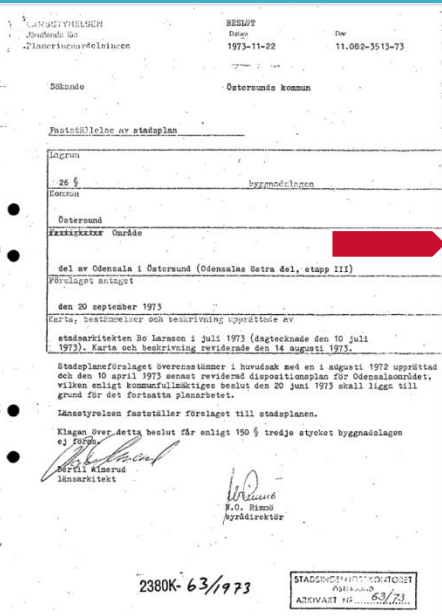 LÄNSSTYRELSEN
Jämtlands län
Planeringsavdelningen
BESLUT
Datum
1973-11-22
Dnr
11.082-3513-73
Sökande
Östersunds kommun
Fastställelse av stadsplan
Lagrum
26 § byggnadslagen
Kommun
Östersund
Område
del av Odensala i Östersund (Odensalas östra del, etapp III)
Förslaget antaget
den 20 september 1973
Karta, bestämmelser och beskrivning upprättade av
stadsarkitekten Bo Larsson i juli 1973 (dagtecknade den 10 juli
1973). Karta och beskrivning reviderade den 14 augusti 1973.
Stadsplaneförslaget överensstämmer i huvudsak med en i augusti 1972 upprättad
och den 10 april 1973 senast reviderad dispositionsplan för Odensalaområdet,
vilken enligt kommunfullmäktiges beslut den 20 juni 1973 skall ligga till
grund för det fortsatta planarbetet.
Länsstyrelsen fastställer förslaget till stadsplanen.
Klagan över detta beslut får enligt 150 § tredje stycket byggnadslagen
ej föras.
Bertil Almerud
länsarkitekt
N.O. Rimmö
byrådirektör
2380K-63/1973
STADSINGENJÖRSKONTORET
ÖSTERSUND
ARKIVAKT NR 63/73